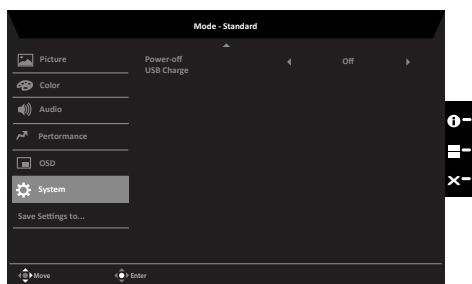 Mode - Standard
Picture
Power-off
USB Charge
Off
Color
Audio
Pertormance
OSD
System
Save Settings to...
Move
Enter